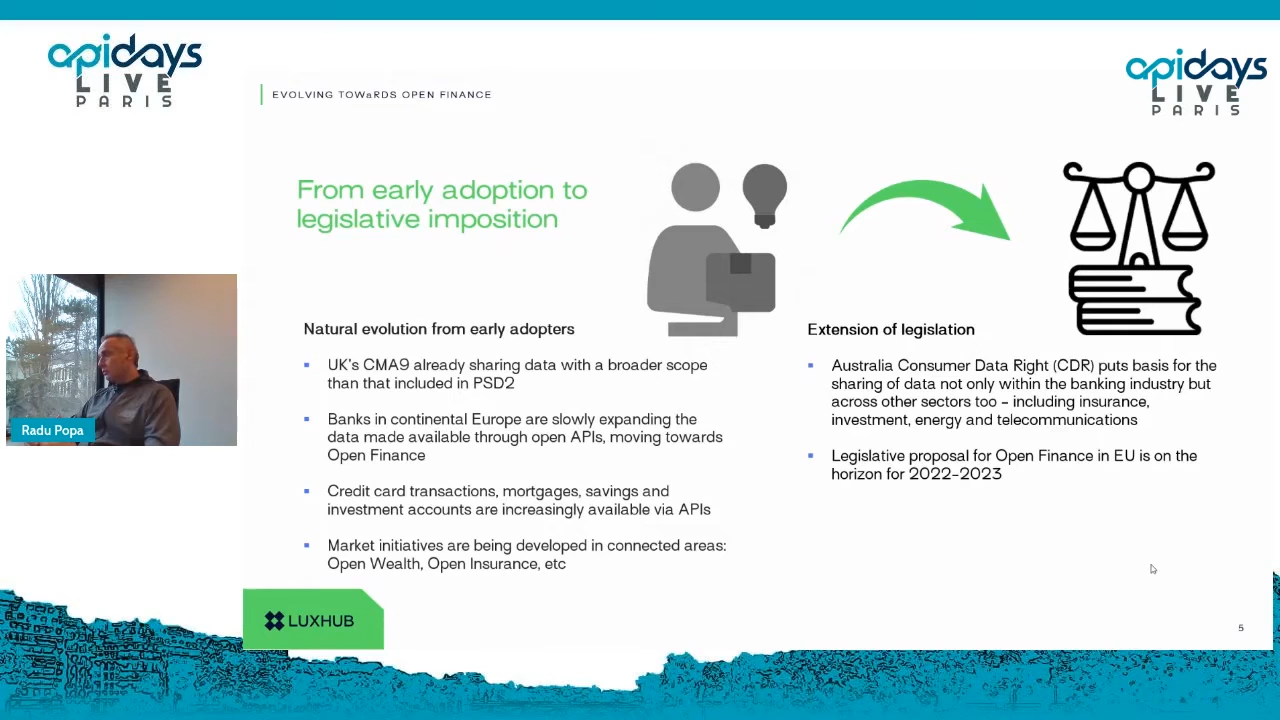 apidays
LIVE
PARIS
apidays
LIVE
PARIS
EVOLVING TOWaRDS OPEN FINANCE
From early adoption to
legislative imposition
Natural evolution from early adopters
▪ UK's CMA9 already sharing data with a broader scope
than that included in PSD2
▪ Banks in continental Europe are slowly expanding the
data made available through open APIs, moving towards
Open Finance
▪ Credit card transactions, mortgages, savings and
investment accounts are increasingly available via APIs
▪ Market initiatives are being developed in connected areas:
Open Wealth, Open Insurance, etc
Extension of legislation
▪ Australia Consumer Data Right (CDR) puts basis for the
sharing of data not only within the banking industry but
across other sectors too – including insurance,
investment, energy and telecommunications
▪ Legislative proposal for Open Finance in EU is on the
horizon for 2022-2023
Radu Popa
LUXHUB
5